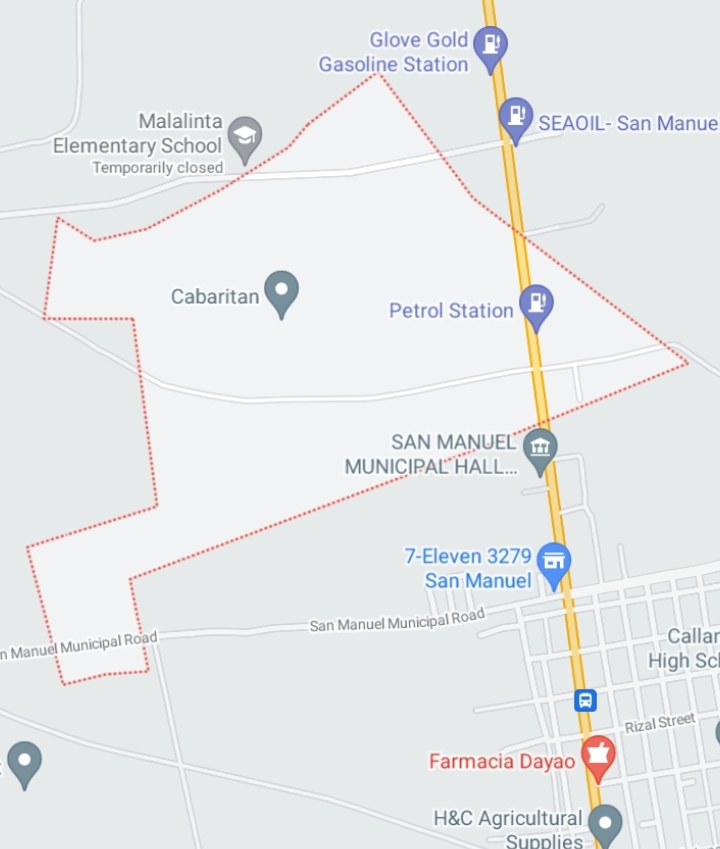 Glove Gold
Gasoline Station
SEAOIL- San Manue
Malalinta
Elementary School
Temporarily closed
Cabaritan
Petrol Station
SAN MANUEL
MUNICIPAL HALL...
7-Eleven 3279
San Manuel
San Manuel Municipal Road
n Manuel Municipal Road
Callan
High Sc
Rizal Street
Farmacia Dayao
H&C Agricultural
Supplies